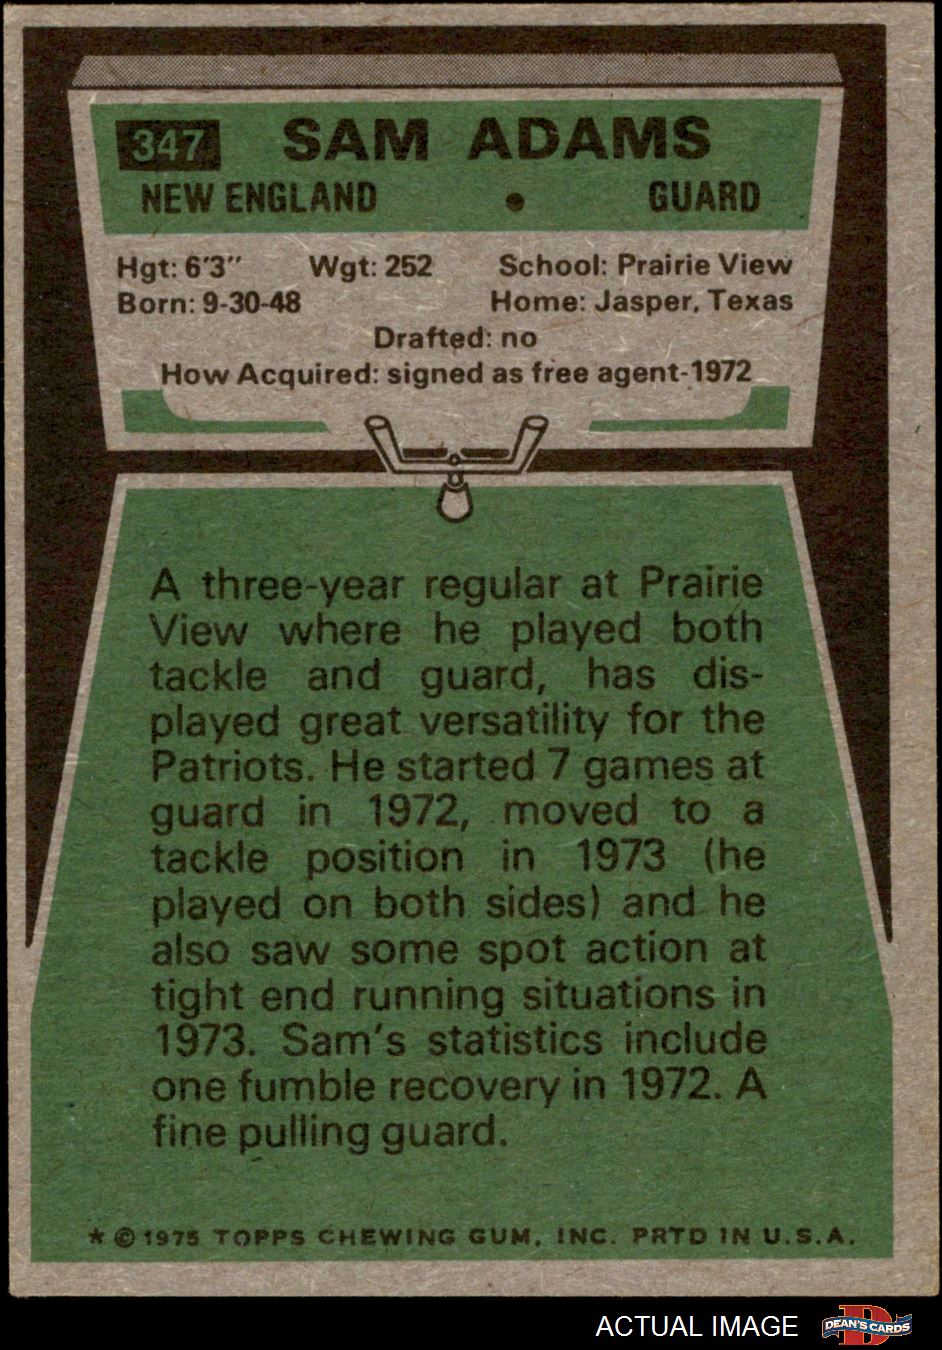 347 SAM ADAMS
NEW ENGLAND • GUARD
Hgt: 6'3" Wgt: 252 School: Prairie View
Born: 9-30-48 Home: Jasper, Texas
Drafted: no
How Acquired: signed as free agent-1972
A three-year regular at Prairie
View where he played both
tackle and guard, has dis-
played great versatility for the
Patriots. He started 7 games at
guard in 1972, moved to a
tackle position in 1973 (he
played on both sides) and he
also saw some spot action at
tight end running situations in
1973. Sam's statistics include
one fumble recovery in 1972. A
fine pulling guard.
* © 1975 TOPPS CHEWING GUM, INC. PRTD IN U.S.A.
ACTUAL IMAGE DEAN'S CARDS